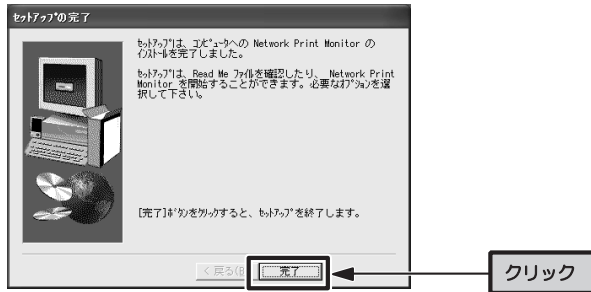 ｾｯﾄｱｯﾌﾟの完了
ｾｯﾄｱｯﾌﾟは、ｺﾝﾋﾟｭｰﾀへの Network Print Monitor の
ｲﾝｽﾄｰﾙを完了しました。
ｾｯﾄｱｯﾌﾟは、Read Me ﾌｧｲﾙを確認したり、 Network Print
Monitor を開始することができます。必要なｵﾌﾟｼｮﾝを選
択して下さい。
[完了]ﾎﾞﾀﾝをｸﾘｯｸすると、ｾｯﾄｱｯﾌﾟを終了します。
< 戻る(B
完了
クリック